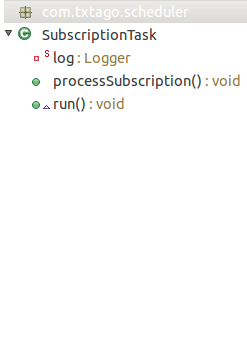 com.txtago.scheduler
C SubscriptionTask
S log : Logger
processSubscription() : void
run() : void